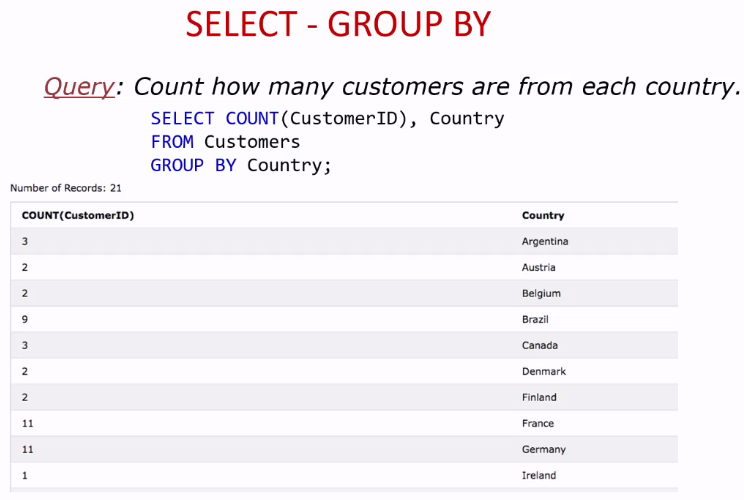 SELECT - GROUP BY
Query: Count how many customers are from each country.
SELECT COUNT(CustomerID), Country
FROM Customers
GROUP BY Country;
Number of Records: 21
COUNT(CustomerID) Country
3 Argentina
2 Austria
2 Belgium
9 Brazil
3 Canada
2 Denmark
2 Finland
11 France
11 Germany
1 Ireland